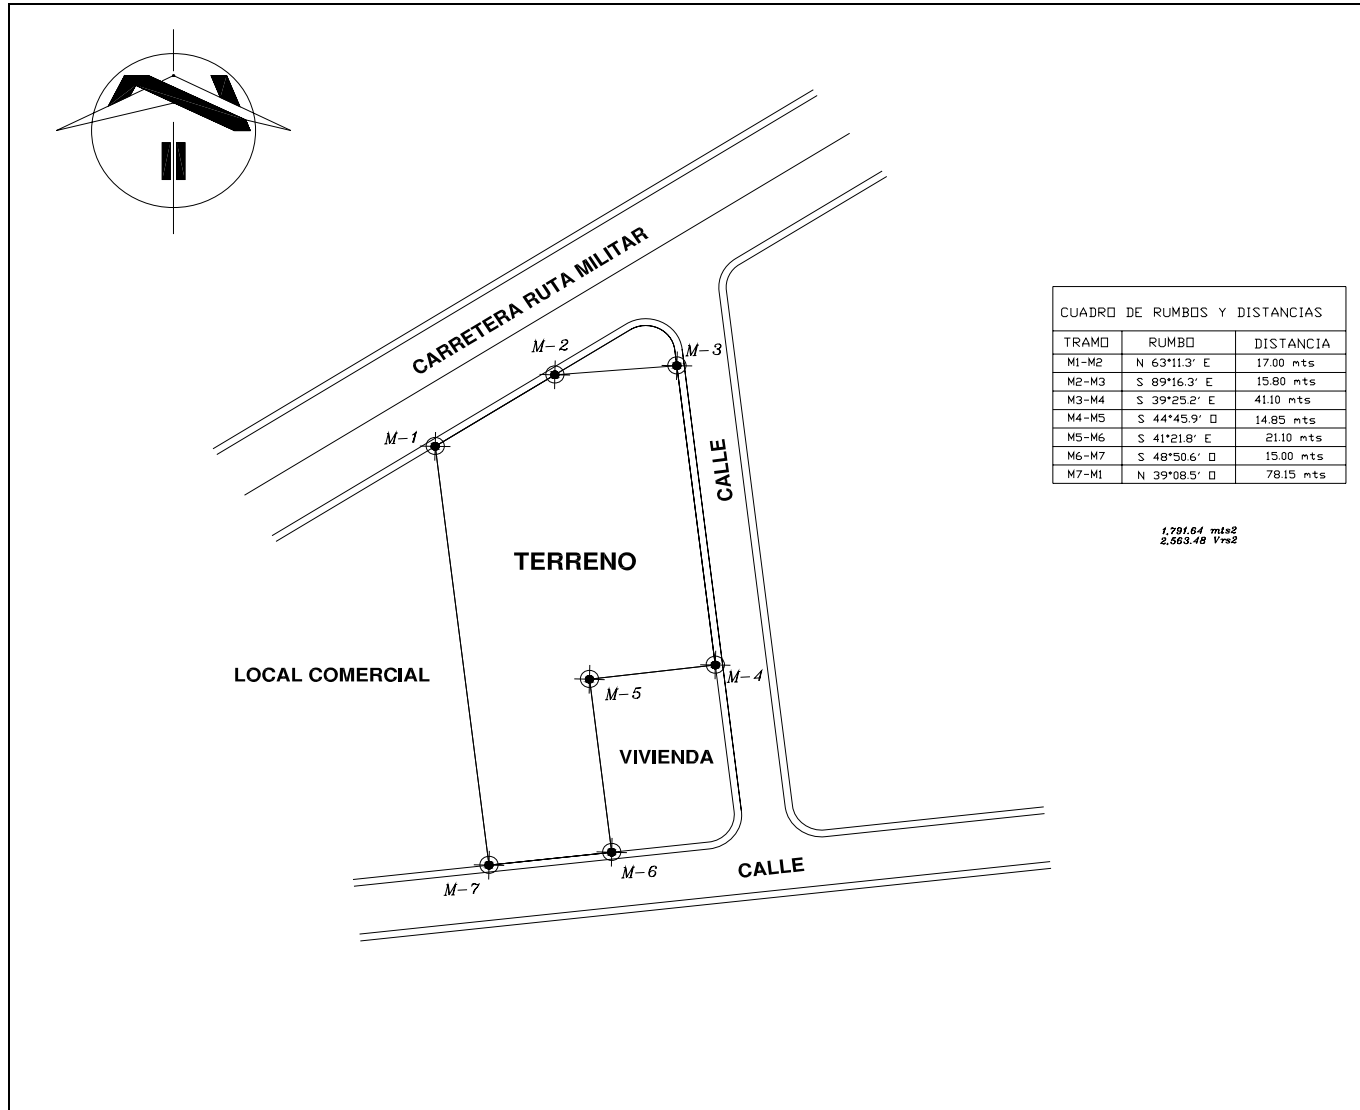 CARRETERA RUTA MILITAR
M-2
M-3
M-1
CALLE
TERRENO
LOCAL COMERCIAL
M-4
M-5
VIVIENDA
M-6
CALLE
M-7
CUADRO DE RUMBOS Y DISTANCIAS
TRAMO RUMBO DISTANCIA
M1-M2 N 63°11.3' E 17.00 mts
M2-M3 S 89°16.3' E 15.80 mts
M3-M4 S 39°25.2' E 41.10 mts
M4-M5 S 44°45.9' O 14.85 mts
M5-M6 S 41°21.8' E 21.10 mts
M6-M7 S 48°50.6' O 15.00 mts
M7-M1 N 39°08.5' O 78.15 mts
1,791.64 mts2
2,563.48 Vrs2